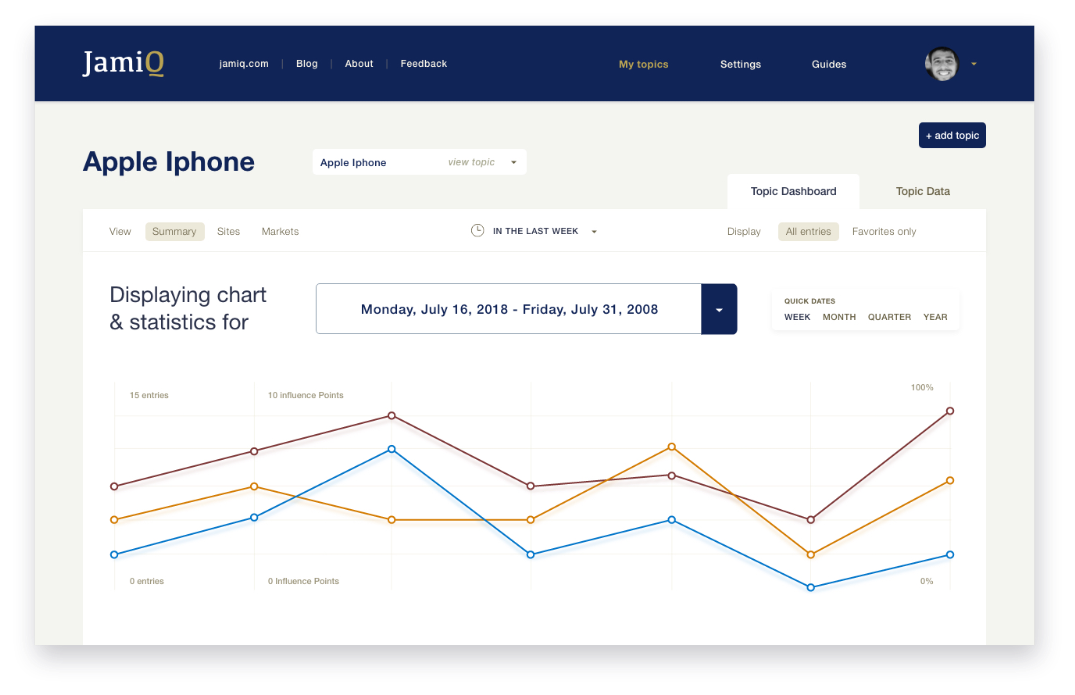 JamiQ
jamiq.com | Blog | About | Feedback
My topics
Settings
Guides
+ add topic
Apple Iphone
Apple Iphone
view topic
Topic Dashboard
Topic Data
View
Summary
Sites
Markets
IN THE LAST WEEK
Display
All entries
Favorites only
Displaying chart
& statistics for
Monday, July 16, 2018 - Friday, July 31, 2008
QUICK DATES
WEEK
MONTH
QUARTER
YEAR
15 entries
10 influence Points
100%
0 entries
0 Influence Points
0%